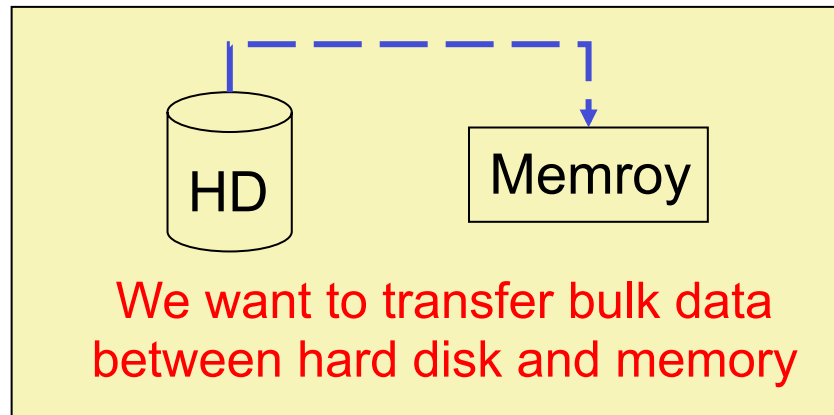 HD
Memroy
We want to transfer bulk data
between hard disk and memory